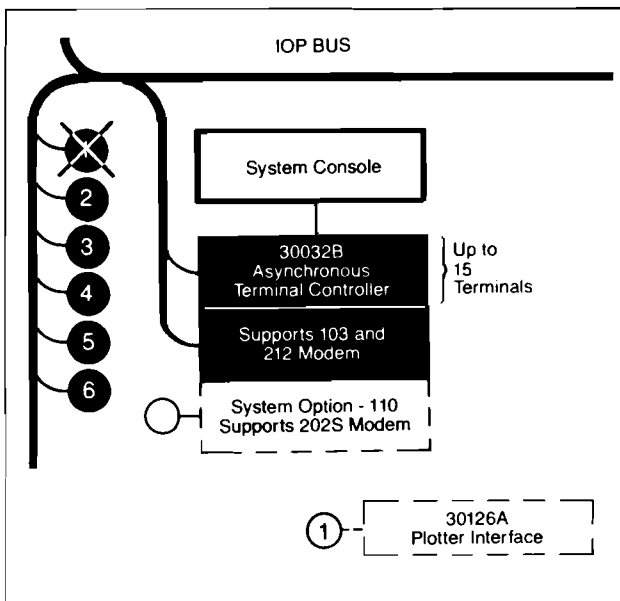 IOP BUS
1
2
3
4
5
6
System Console
30032B
Asynchronous
Terminal Controller
Up to
15
Terminals
Supports 103 and
212 Modem
System Option - 110
Supports 202S Modem
1
30126A
Plotter Interface